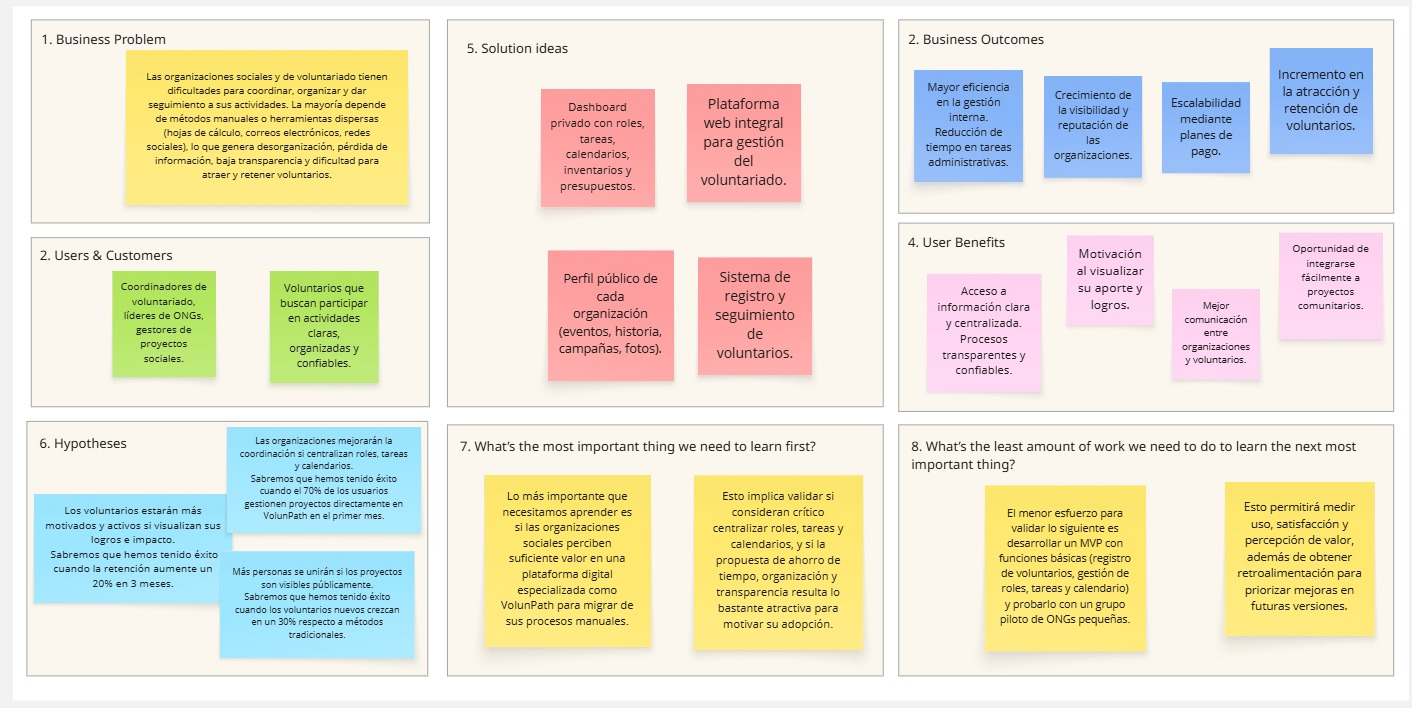 1. Business Problem
Las organizaciones sociales y de voluntariado tienen
dificultades para coordinar, organizar y dar
seguimiento a sus actividades. La mayoría depende
de métodos manuales o herramientas dispersas
(hojas de cálculo, correos electrónicos, redes
sociales), lo que genera desorganización, pérdida de
información, baja transparencia y dificultad para
atraer y retener voluntarios.
5. Solution ideas
Dashboard
privado con roles,
tareas,
calendarios,
inventarios y
presupuestos.
Plataforma
web integral
para gestión
del
voluntariado.
Perfil público de
cada
organización
(eventos, historia,
campañas, fotos).
Sistema de
registro y
seguimiento
de
voluntarios.
2. Business Outcomes
Mayor eficiencia
en la gestión
interna.
Reducción de
tiempo en tareas
administrativas.
Crecimiento de
la visibilidad y
reputación de
las
organizaciones.
Escalabilidad
mediante
planes de
pago.
Incremento en
la atracción y
retención de
voluntarios.
2. Users & Customers
Coordinadores de
voluntariado,
líderes de ONGs,
gestores de
proyectos
sociales.
Voluntarios que
buscan participar
en actividades
claras,
organizadas y
confiables.
4. User Benefits
Acceso a
información clara
y centralizada.
Procesos
transparentes y
confiables.
Motivación
al visualizar
su aporte y
logros.
Mejor
comunicación
entre
organizaciones
y voluntarios.
Oportunidad de
integrarse
fácilmente a
proyectos
comunitarios.
6. Hypotheses
Las organizaciones mejorarán la
coordinación si centralizan roles, tareas
y calendarios.
Sabremos que hemos tenido éxito
cuando el 70% de los usuarios
gestionen proyectos directamente en
VolunPath en el primer mes.
Los voluntarios estarán más
motivados y activos si visualizan sus
logros e impacto.
Sabremos que hemos tenido éxito
cuando la retención aumente un
20% en 3 meses.
Más personas se unirán si los proyectos
son visibles públicamente.
Sabremos que hemos tenido éxito
cuando los voluntarios nuevos crezcan
en un 30% respecto a métodos
tradicionales.
7. What's the most important thing we need to learn first?
Lo más importante que
necesitamos aprender es
si las organizaciones
sociales perciben
suficiente valor en una
plataforma digital
especializada como
VolunPath para migrar de
sus procesos manuales.
Esto implica validar si
consideran crítico
centralizar roles, tareas y
calendarios, y si la
propuesta de ahorro de
tiempo, organización y
transparencia resulta lo
bastante atractiva para
motivar su adopción.
8. What's the least amount of work we need to do to learn the next most
important thing?
El menor esfuerzo para
validar lo siguiente es
desarrollar un MVP con
funciones básicas (registro
de voluntarios, gestión de
roles, tareas y calendario)
y probarlo con un grupo
piloto de ONGs pequeñas.
Esto permitirá medir
uso, satisfacción y
percepción de valor,
además de obtener
retroalimentación para
priorizar mejoras en
futuras versiones.